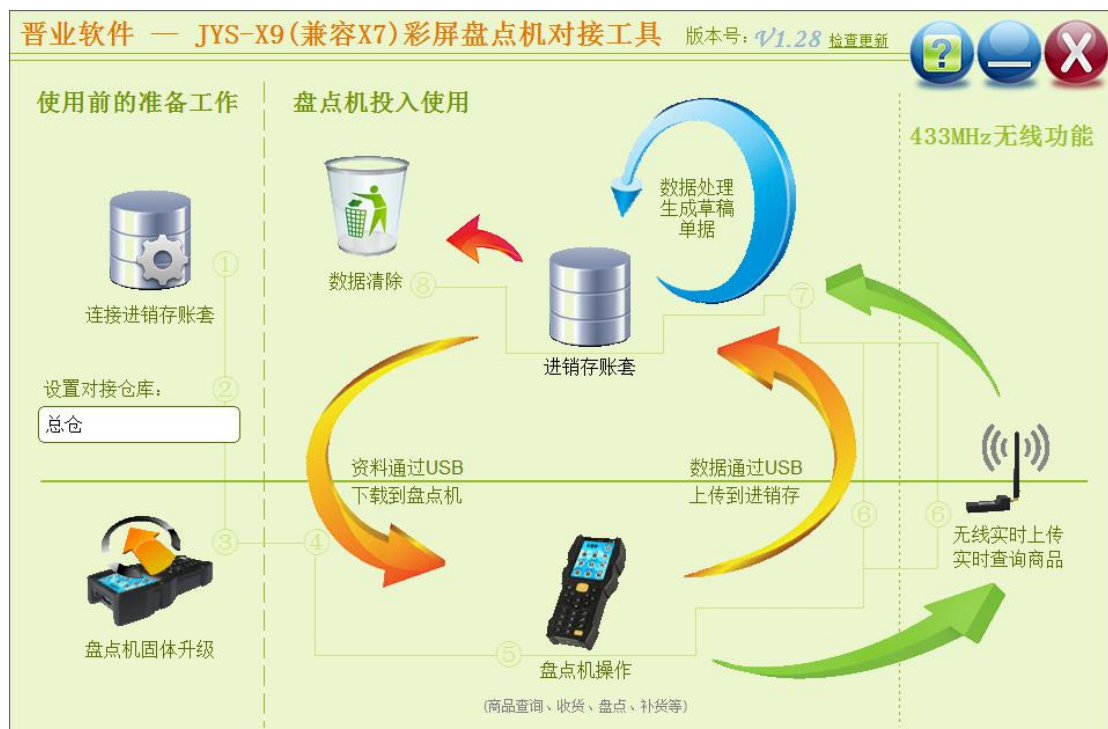 晋业软件 — JYS-X9(兼容X7)彩屏盘点机对接工具 版本号：V1.28 检查更新
使用前的准备工作
盘点机投入使用
433MHz无线功能
数据处理
生成草稿
单据
数据清除
⑧
①
连接进销存账套
⑦
进销存账套
设置对接仓库：
②
总仓
资料通过USB
下载到盘点机
数据通过USB
上传到进销存
③
④
⑥
⑥
无线实时上传
实时查询商品
盘点机固体升级
⑤
盘点机操作
(商品查询、收货、盘点、补货等)